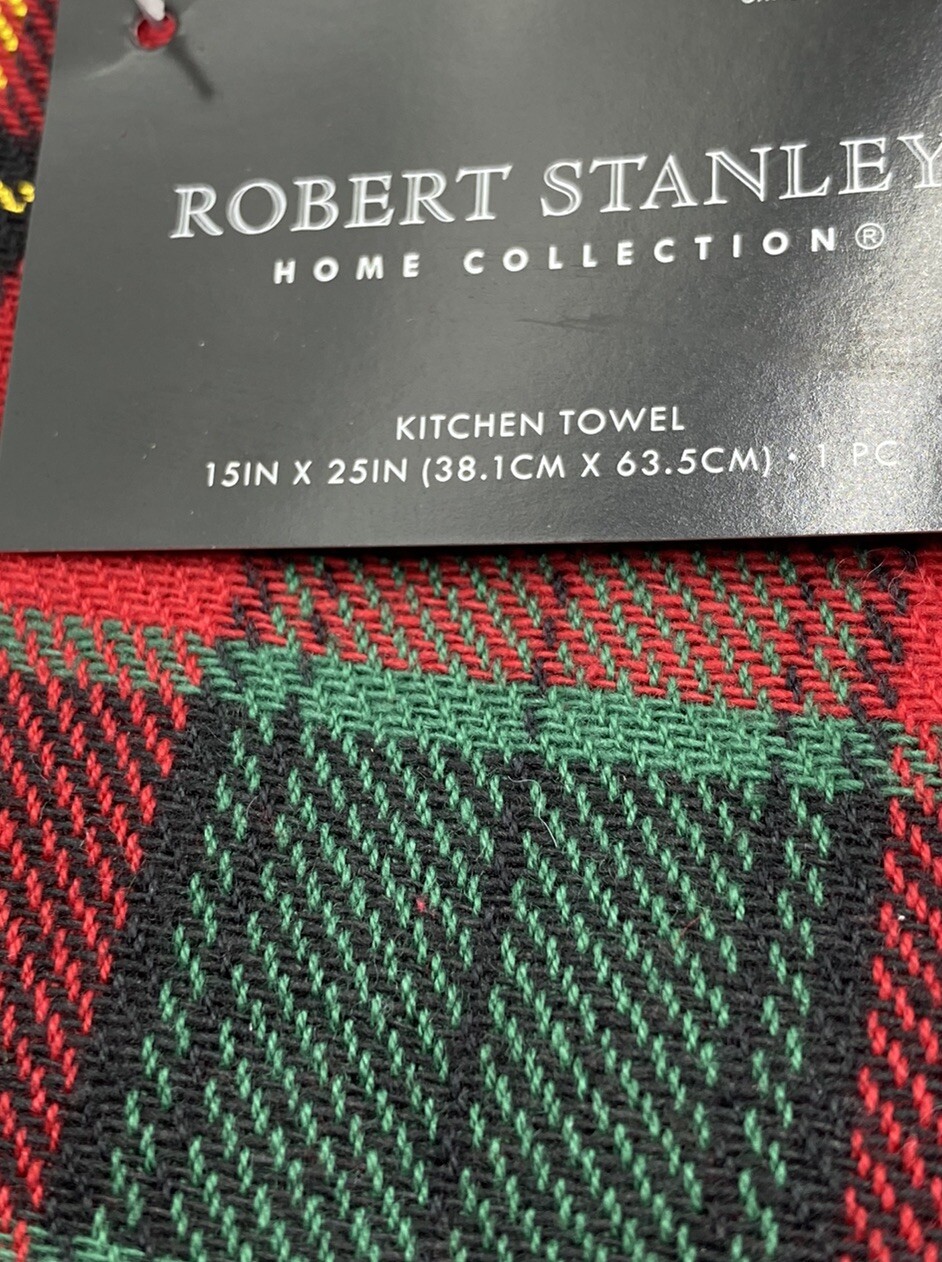 ROBERT STANLEY
HOME COLLECTION®
KITCHEN TOWEL
15IN X 25IN (38.1CM X 63.5CM) • 1 PC